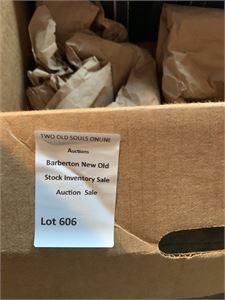 TWO OLD SOULS ONLINE
Auctions
Barberton New Old
Stock Inventory Sale
Auction Sale
Lot 606